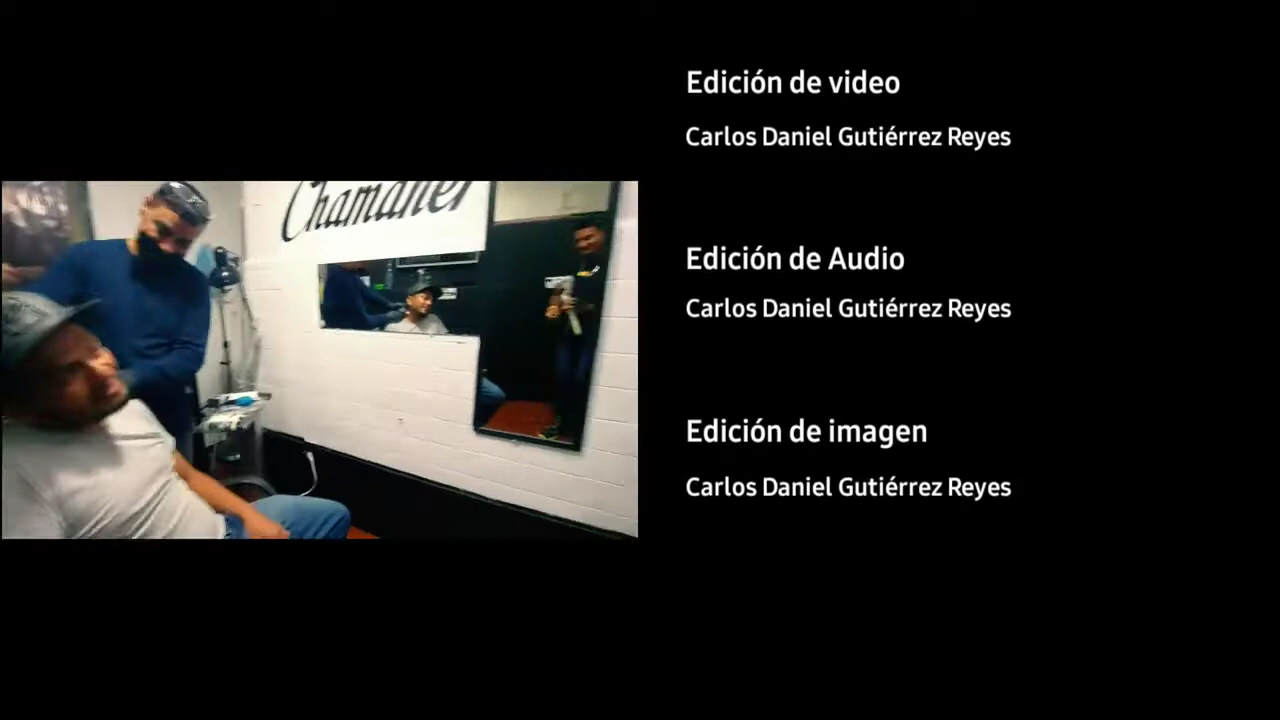 Edición de video
Carlos Daniel Gutiérrez Reyes
Edición de Audio
Carlos Daniel Gutiérrez Reyes
Edición de imagen
Carlos Daniel Gutiérrez Reyes